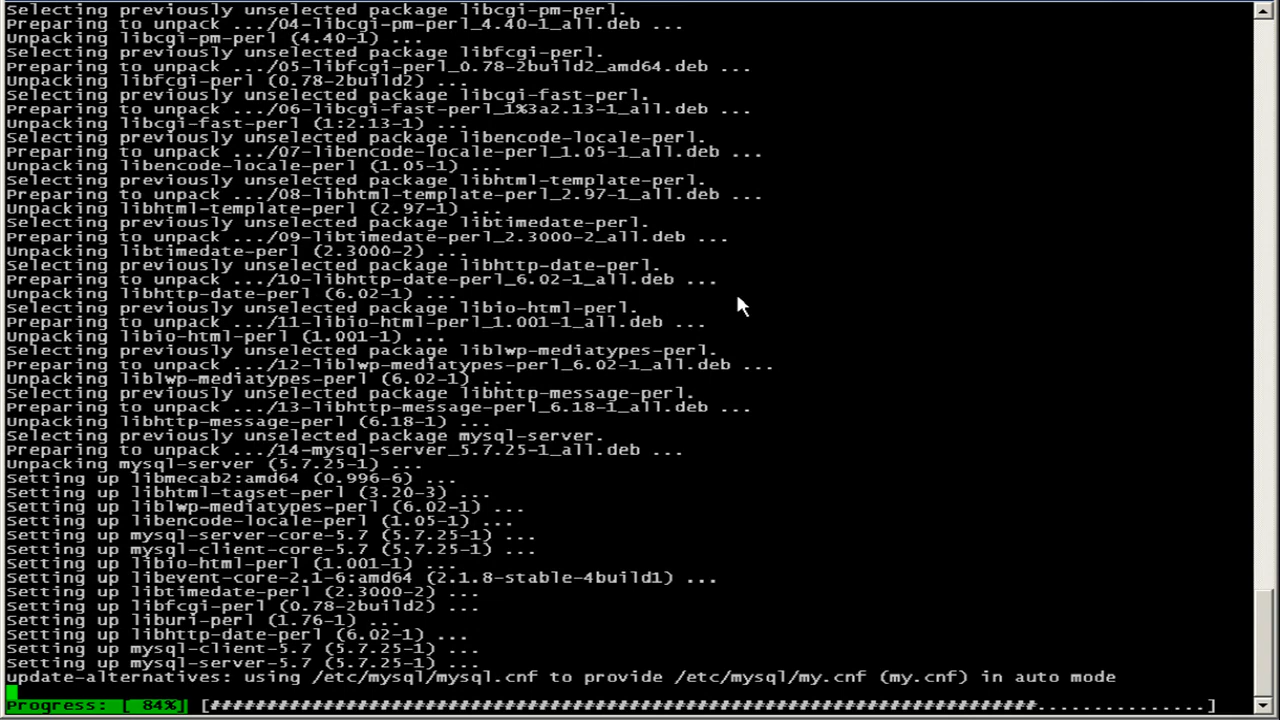 Selecting previously unselected package libcgi-pm-perl.
Preparing to unpack .../04-libcgi-pm-perl_4.40-1_all.deb ...
Unpacking libcgi-pm-perl (4.40-1) ...
Selecting previously unselected package libfcgi-perl.
Preparing to unpack .../05-libfcgi-perl_0.78-2build2_amd64.deb ...
Unpacking libfcgi-perl (0.78-2build2) ...
Selecting previously unselected package libcgi-fast-perl.
Preparing to unpack .../06-libcgi-fast-perl_1%3a2.13-1_all.deb ...
Unpacking libcgi-fast-perl (1:2.13-1) ...
Selecting previously unselected package libencode-locale-perl.
Preparing to unpack .../07-libencode-locale-perl_1.05-1_all.deb ...
Unpacking libencode-locale-perl (1.05-1) ...
Selecting previously unselected package libhtml-template-perl.
Preparing to unpack .../08-libhtml-template-perl_2.97-1_all.deb ...
Unpacking libhtml-template-perl (2.97-1) ...
Selecting previously unselected package libtimedate-perl.
Preparing to unpack .../09-libtimedate-perl_2.3000-2_all.deb ...
Unpacking libtimedate-perl (2.3000-2) ...
Selecting previously unselected package libhttp-date-perl.
Preparing to unpack .../10-libhttp-date-perl_6.02-1_all.deb ...
Unpacking libhttp-date-perl (6.02-1) ...
Selecting previously unselected package libio-html-perl.
Preparing to unpack .../11-libio-html-perl_1.001-1_all.deb ...
Unpacking libio-html-perl (1.001-1) ...
Selecting previously unselected package liblwp-mediatypes-perl.
Preparing to unpack .../12-liblwp-mediatypes-perl_6.02-1_all.deb ...
Unpacking liblwp-mediatypes-perl (6.02-1) ...
Selecting previously unselected package libhttp-message-perl.
Preparing to unpack .../13-libhttp-message-perl_6.18-1_all.deb ...
Unpacking libhttp-message-perl (6.18-1) ...
Selecting previously unselected package mysql-server.
Preparing to unpack .../14-mysql-server_5.7.25-1_all.deb ...
Unpacking mysql-server (5.7.25-1) ...
Setting up libmecab2:amd64 (0.996-6) ...
Setting up libhtml-tagset-perl (3.20-3) ...
Setting up liblwp-mediatypes-perl (6.02-1) ...
Setting up libencode-locale-perl (1.05-1) ...
Setting up mysql-server-core-5.7 (5.7.25-1) ...
Setting up mysql-client-core-5.7 (5.7.25-1) ...
Setting up libio-html-perl (1.001-1) ...
Setting up libevent-core-2.1-6:amd64 (2.1.8-stable-4build1) ...
Setting up libtimedate-perl (2.3000-2) ...
Setting up libfcgi-perl (0.78-2build2) ...
Setting up liburi-perl (1.76-1) ...
Setting up libhttp-date-perl (6.02-1) ...
Setting up mysql-client-5.7 (5.7.25-1) ...
Setting up mysql-server-5.7 (5.7.25-1) ...
update-alternatives: using /etc/mysql/mysql.cnf to provide /etc/mysql/my.cnf (my.cnf) in auto mode
Progress: [ 84%] [##########################################################################...............]